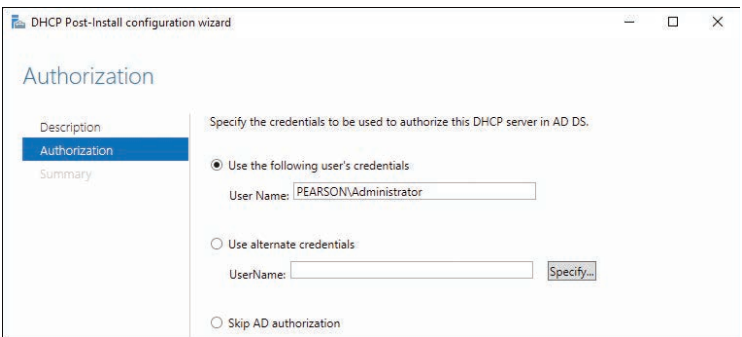 DHCP Post-Install configuration wizard
Authorization
Description
Authorization
Summary
Specify the credentials to be used to authorize this DHCP server in AD DS.
Use the following user's credentials
User Name: PEARSON\Administrator
Use alternate credentials
UserName:
Specify...
Skip AD authorization